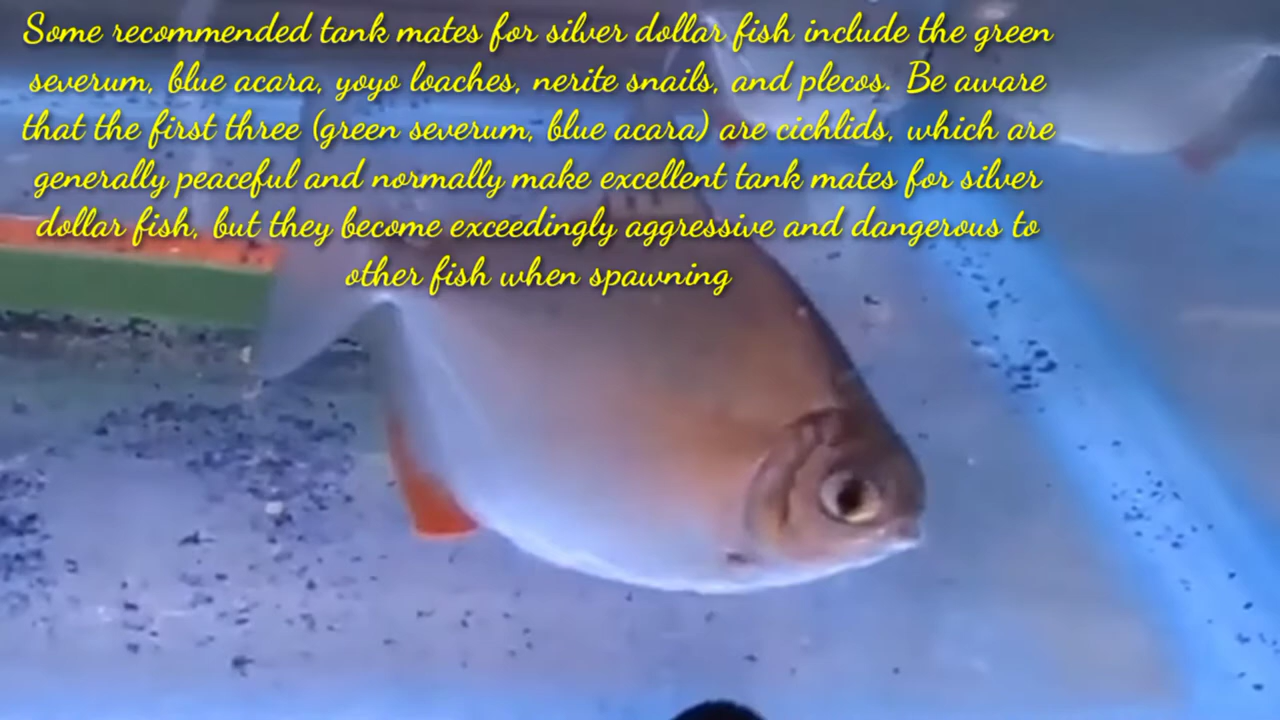 Some recommended tank mates for silver dollar fish include the green
severum, blue acara, yoyo loaches, nerite snails, and plecos. Be aware
that the first three (green severum, blue acara) are cichlids, which are
generally peaceful and normally make excellent tank mates for silver
dollar fish, but they become exceedingly aggressive and dangerous to
other fish when spawning